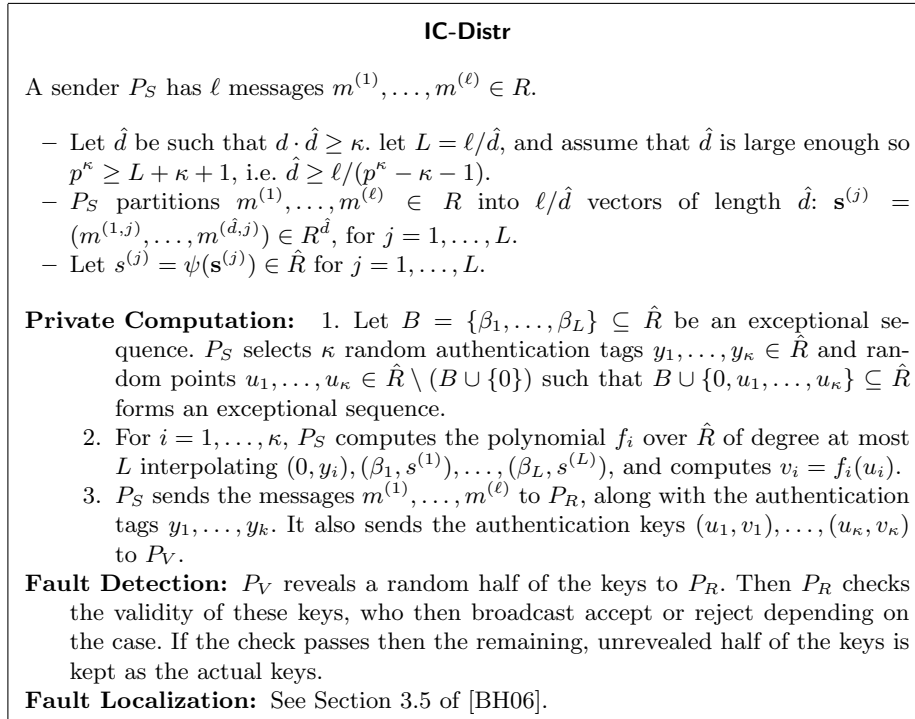 IC-Distr
A sender P_S has ℓ messages m^{(1)}, . . . , m^{(ℓ)} ∈ R.
– Let d̂ be such that d · d̂ ≥ κ. let L = ℓ/d̂, and assume that d̂ is large enough so
p^κ ≥ L + κ + 1, i.e. d̂ ≥ ℓ/(p^κ − κ − 1).
– P_S partitions m^{(1)}, . . . , m^{(ℓ)} ∈ R into ℓ/d̂ vectors of length d̂: s^{(j)} =
(m^{(1,j)}, . . . , m^{(d̂,j)}) ∈ R^{d̂}, for j = 1, . . . , L.
– Let s^{(j)} = ψ(s^{(j)}) ∈ R̂ for j = 1, . . . , L.
Private Computation: 1. Let B = {β_1, . . . , β_L} ⊆ R̂ be an exceptional se-
quence. P_S selects κ random authentication tags y_1, . . . , y_κ ∈ R̂ and ran-
dom points u_1, . . . , u_κ ∈ R̂ \ (B ∪ {0}) such that B ∪ {0, u_1, . . . , u_κ} ⊆ R̂
forms an exceptional sequence.
2. For i = 1, . . . , κ, P_S computes the polynomial f_i over R̂ of degree at most
L interpolating (0, y_i), (β_1, s^{(1)}), . . . , (β_L, s^{(L)}), and computes v_i = f_i(u_i).
3. P_S sends the messages m^{(1)}, . . . , m^{(ℓ)} to P_R, along with the authentication
tags y_1, . . . , y_k. It also sends the authentication keys (u_1, v_1), . . . , (u_κ, v_κ)
to P_V.
Fault Detection: P_V reveals a random half of the keys to P_R. Then P_R checks
the validity of these keys, who then broadcast accept or reject depending on
the case. If the check passes then the remaining, unrevealed half of the keys is
kept as the actual keys.
Fault Localization: See Section 3.5 of [BH06].